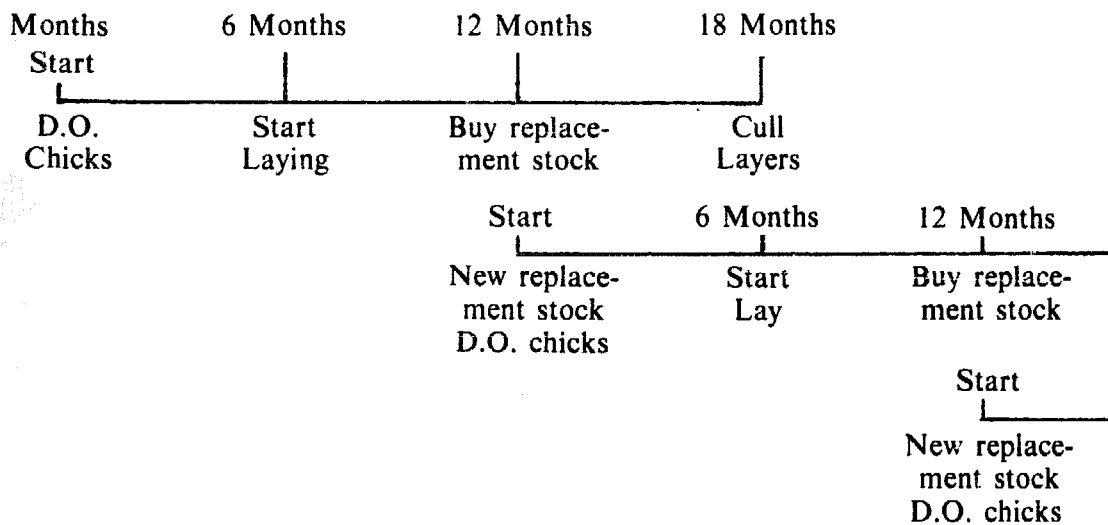 Months 6 Months 12 Months 18 Months
Start
D.O. Start Buy replace- Cull
Chicks Laying ment stock Layers
Start 6 Months 12 Months
New replace- Start Buy replace-
ment stock Lay ment stock
D.O. chicks
Start
New replace-
ment stock
D.O. chicks